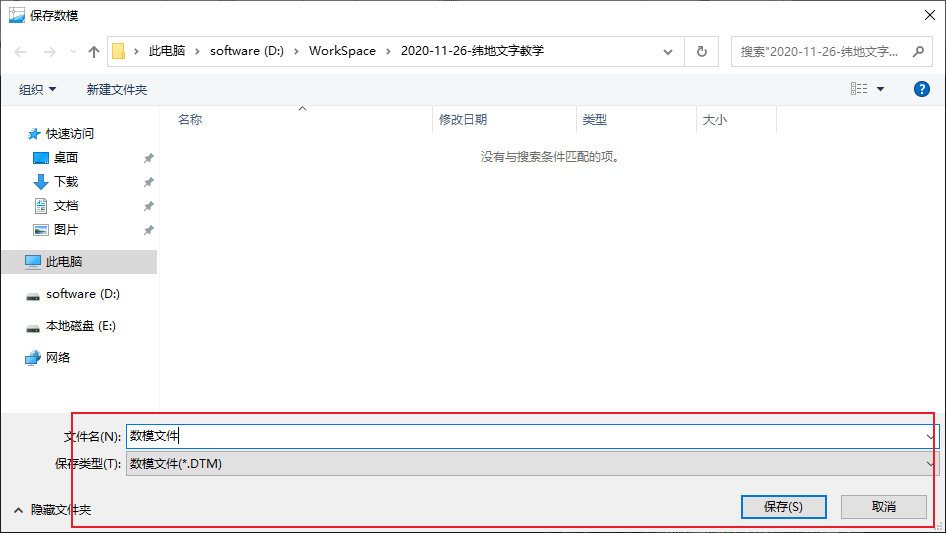 保存数模
此电脑 › software (D:) › WorkSpace › 2020-11-26-纬地文字教学
搜索"2020-11-26-纬地文字...
组织
新建文件夹
名称
修改日期
类型
大小
没有与搜索条件匹配的项。
快速访问
桌面
下载
文档
图片
此电脑
software (D:)
本地磁盘 (E:)
网络
文件名(N):
数模文件
保存类型(T):
数模文件(*.DTM)
隐藏文件夹
保存(S)
取消